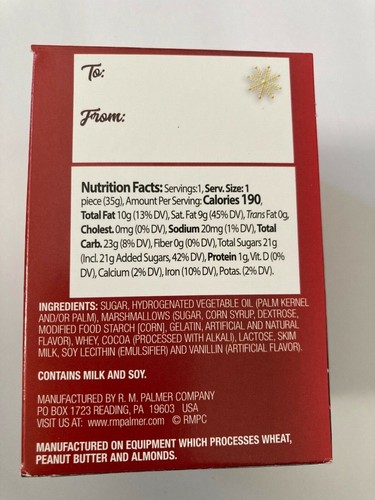 To:
From:
Nutrition Facts: Servings:1, Serv. Size: 1
piece (35g), Amount Per Serving: Calories 190,
Total Fat 10g (13% DV), Sat. Fat 9g (45% DV), Trans Fat 0g,
Cholest. 0mg (0% DV), Sodium 20mg (1% DV), Total
Carb. 23g (8% DV), Fiber 0g (0% DV), Total Sugars 21g
(Incl. 21g Added Sugars, 42% DV), Protein 1g, Vit. D (0%
DV), Calcium (2% DV), Iron (10% DV), Potas. (2% DV).
INGREDIENTS: SUGAR, HYDROGENATED VEGETABLE OIL (PALM KERNEL
AND/OR PALM), MARSHMALLOWS (SUGAR, CORN SYRUP, DEXTROSE,
MODIFIED FOOD STARCH [CORN], GELATIN, ARTIFICIAL AND NATURAL
FLAVOR), WHEY, COCOA (PROCESSED WITH ALKALI), LACTOSE, SKIM
MILK, SOY LECITHIN (EMULSIFIER) AND VANILLIN (ARTIFICIAL FLAVOR).
CONTAINS MILK AND SOY.
MANUFACTURED BY R. M. PALMER COMPANY
PO BOX 1723 READING, PA 19603 USA
VISIT US AT: www.rmpalmer.com © RMPC
MANUFACTURED ON EQUIPMENT WHICH PROCESSES WHEAT,
PEANUT BUTTER AND ALMONDS.